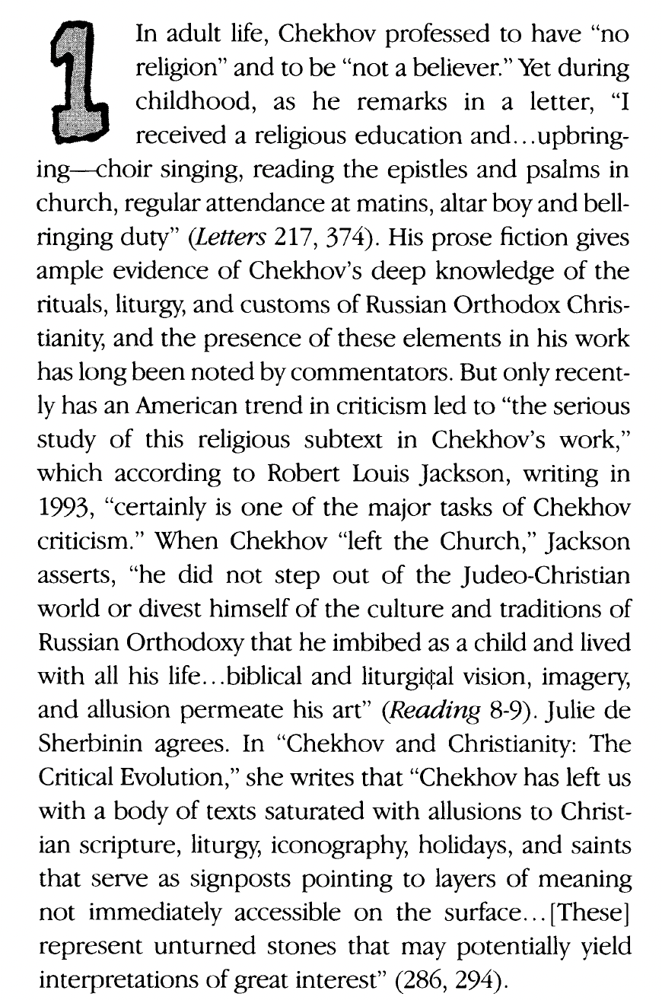 1
In adult life, Chekhov professed to have “no
religion” and to be “not a believer.” Yet during
childhood, as he remarks in a letter, “I
received a religious education and…upbring-
ing—choir singing, reading the epistles and psalms in
church, regular attendance at matins, altar boy and bell-
ringing duty” (Letters 217, 374). His prose fiction gives
ample evidence of Chekhov’s deep knowledge of the
rituals, liturgy, and customs of Russian Orthodox Chris-
tianity, and the presence of these elements in his work
has long been noted by commentators. But only recent-
ly has an American trend in criticism led to “the serious
study of this religious subtext in Chekhov’s work,”
which according to Robert Louis Jackson, writing in
1993, “certainly is one of the major tasks of Chekhov
criticism.” When Chekhov “left the Church,” Jackson
asserts, “he did not step out of the Judeo-Christian
world or divest himself of the culture and traditions of
Russian Orthodoxy that he imbibed as a child and lived
with all his life…biblical and liturgical vision, imagery,
and allusion permeate his art” (Reading 8-9). Julie de
Sherbinin agrees. In “Chekhov and Christianity: The
Critical Evolution,” she writes that “Chekhov has left us
with a body of texts saturated with allusions to Christ-
ian scripture, liturgy, iconography, holidays, and saints
that serve as signposts pointing to layers of meaning
not immediately accessible on the surface…[These]
represent unturned stones that may potentially yield
interpretations of great interest” (286, 294).